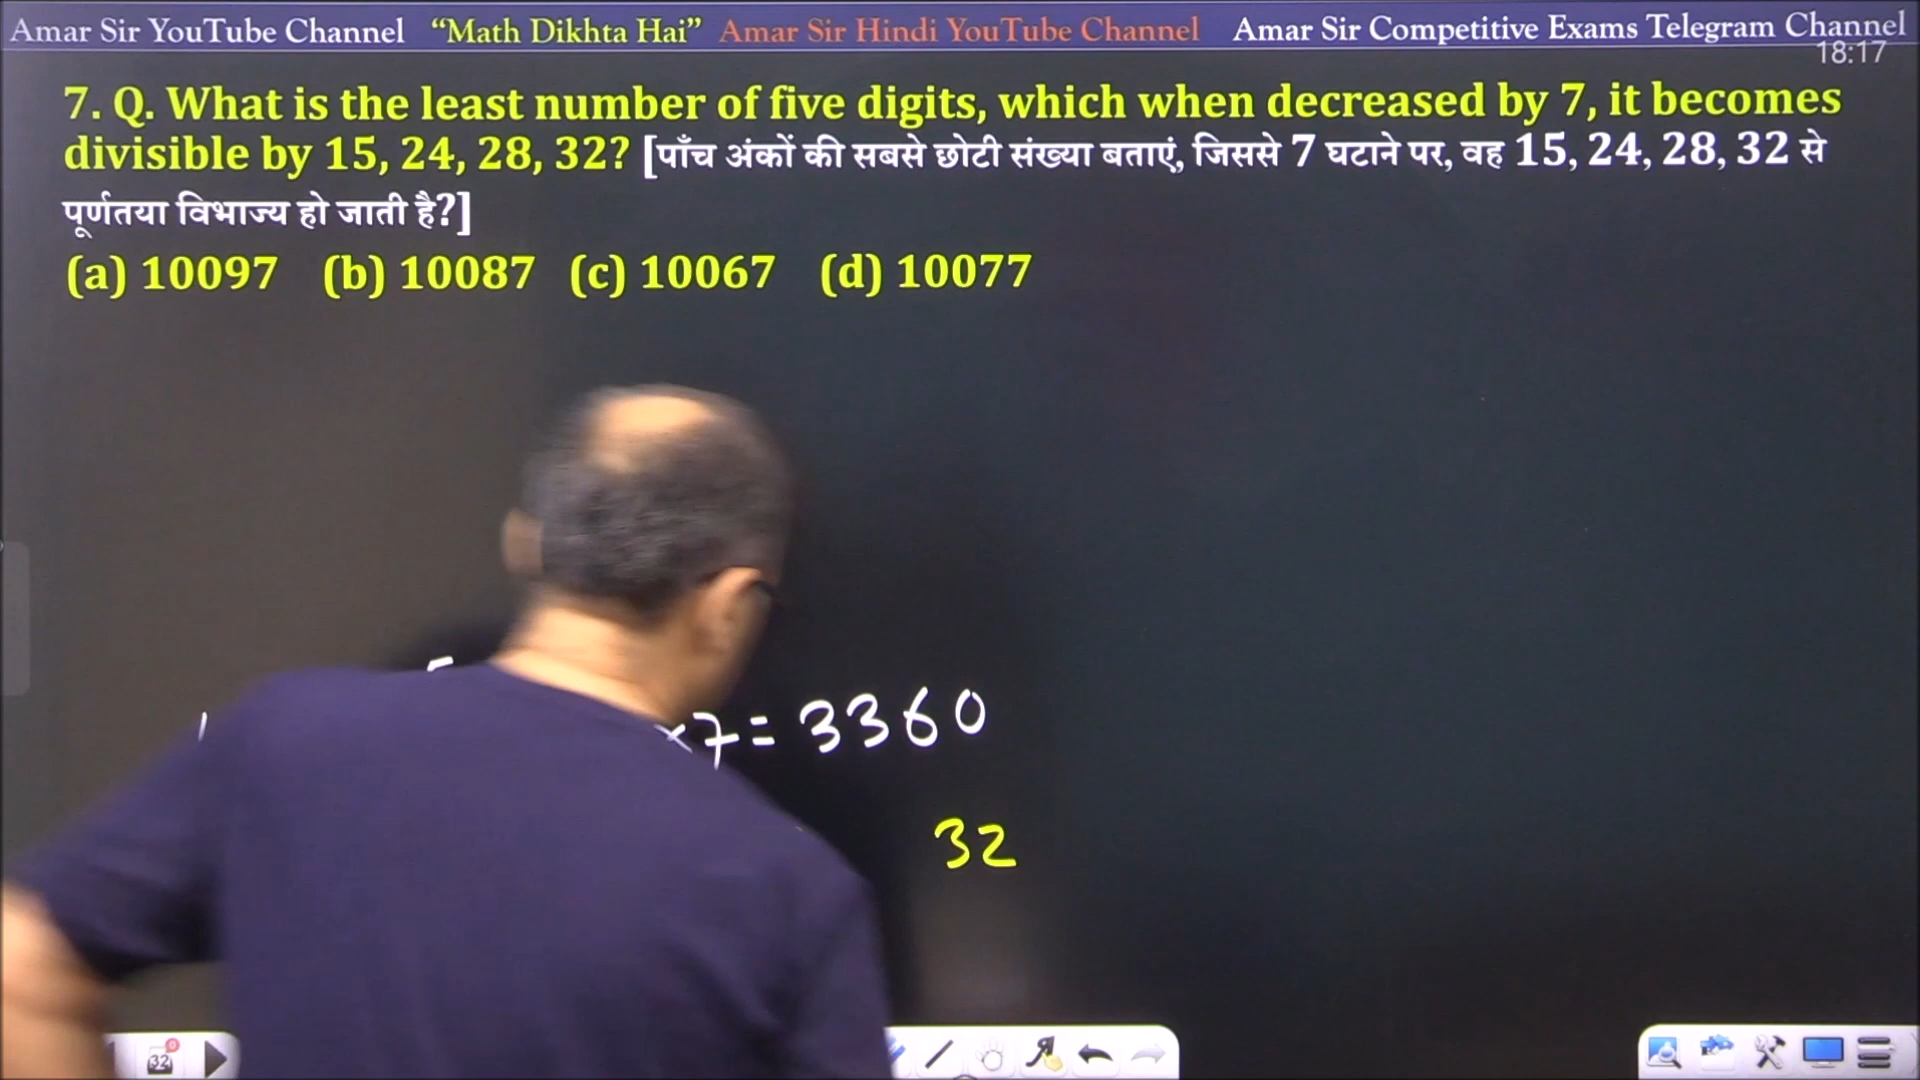 Amar Sir YouTube Channel “Math Dikhta Hai” Amar Sir Hindi YouTube Channel Amar Sir Competitive Exams Telegram Channel
18:17
7. Q. What is the least number of five digits, which when decreased by 7, it becomes
divisible by 15, 24, 28, 32? [पाँच अंकों की सबसे छोटी संख्या बताएं, जिससे 7 घटाने पर, वह 15, 24, 28, 32 से
पूर्णतया विभाज्य हो जाती है?]
(a) 10097 (b) 10087 (c) 10067 (d) 10077
×7=3360
32
32